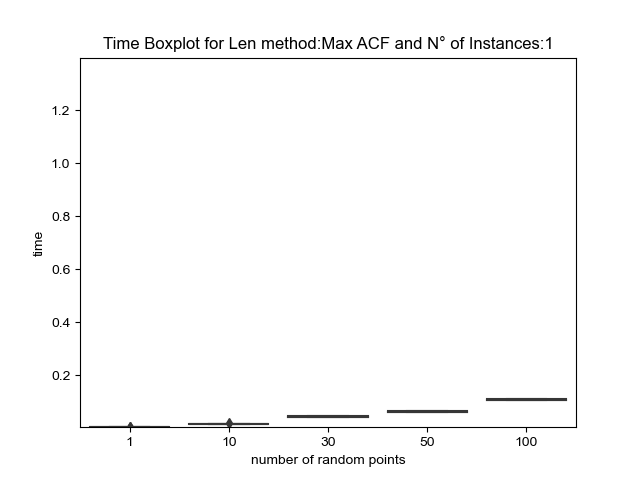 Time Boxplot for Len method:Max ACF and N° of Instances:1
1.2
1.0
0.8
time
0.6
0.4
0.2
1 10 30 50 100
number of random points